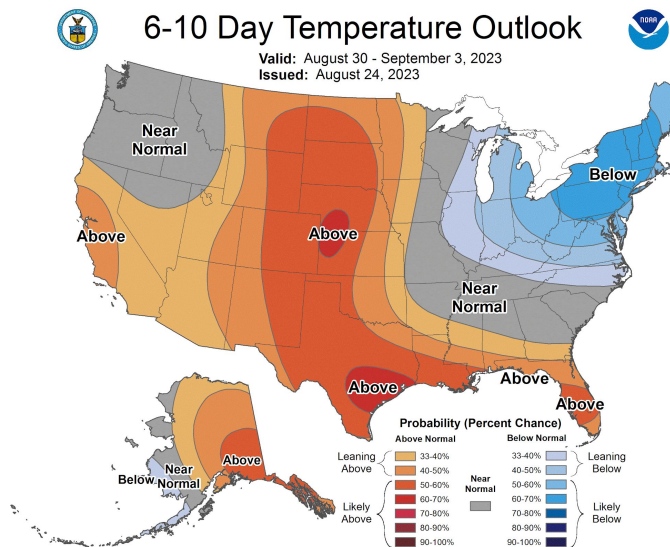 6-10 Day Temperature Outlook
NOAA
Valid: August 30 - September 3, 2023
Issued: August 24, 2023
Near
Normal
Below
Above
Above
Near
Normal
Above
Above
Above
Above
Below
Near
Normal
Probability (Percent Chance)
Above Normal
Below Normal
Leaning
Above
33-40%
40-50%
33-40%
40-50%
Leaning
Below
Likely
Above
50-60%
60-70%
70-80%
80-90%
90-100%
Near
Normal
50-60%
60-70%
70-80%
80-90%
90-100%
Likely
Below